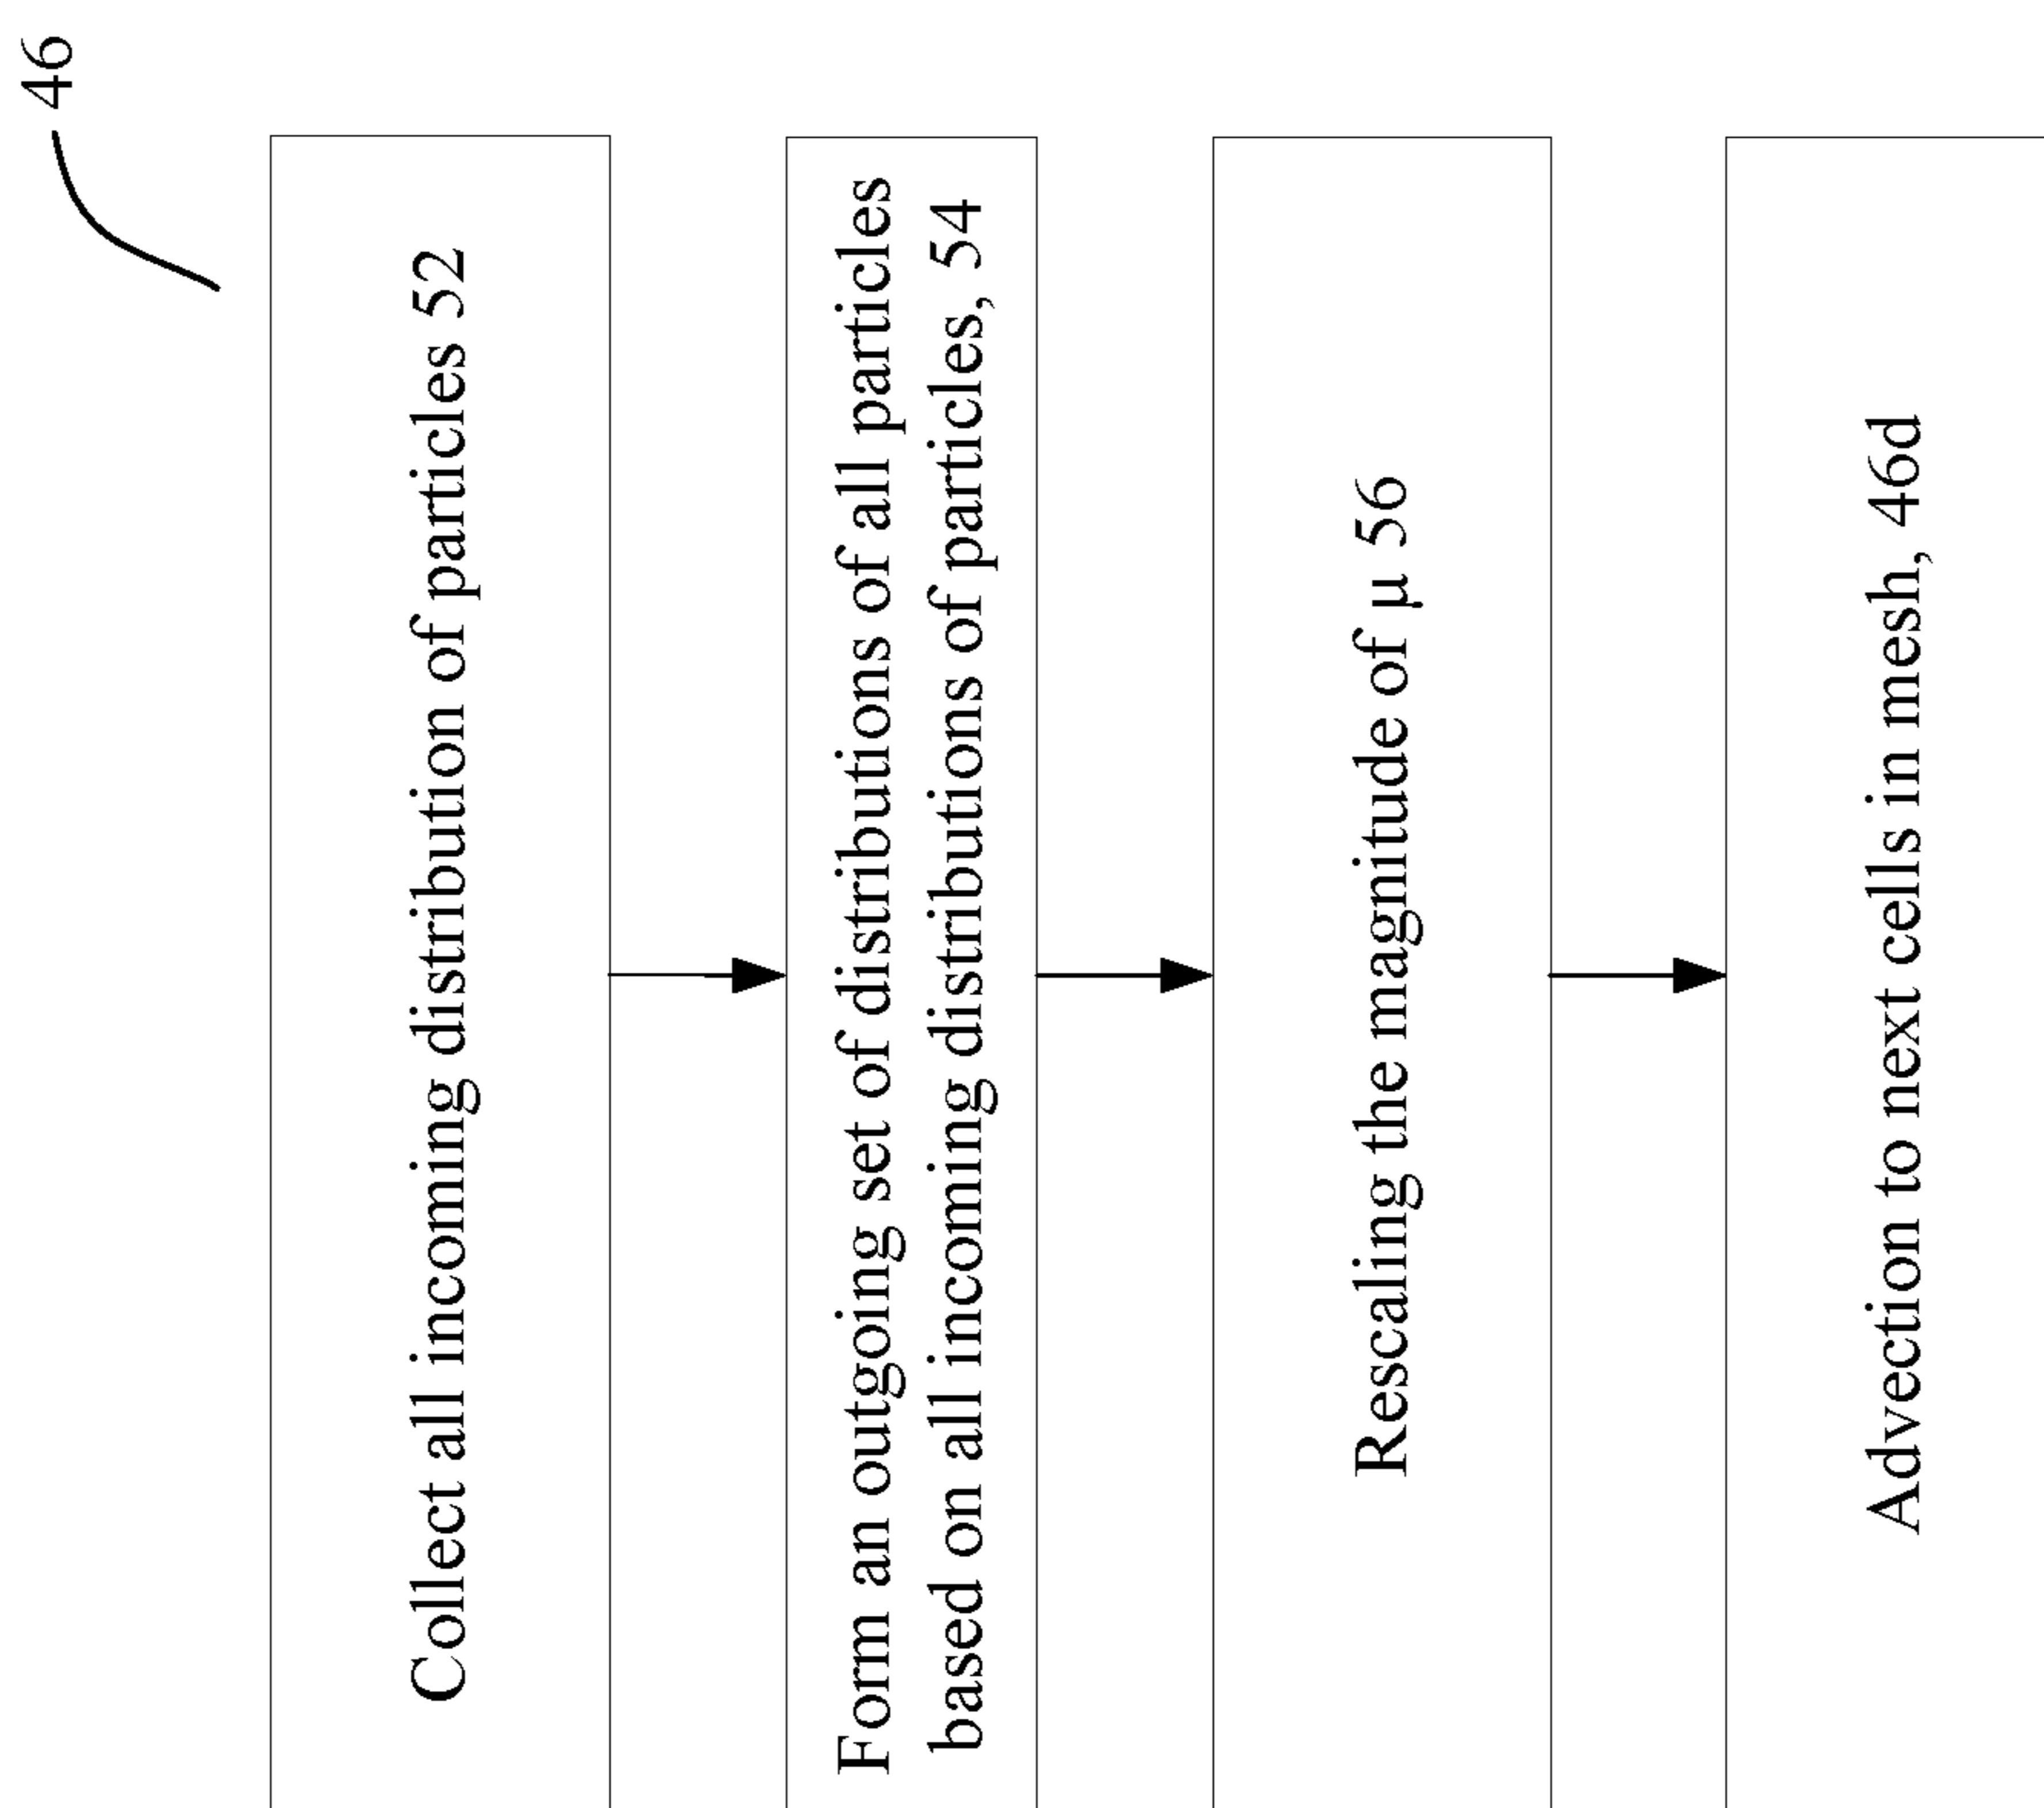 46
Collect all incoming distribution of particles 52
Form an outgoing set of distributions of all particles
based on all incoming distributions of particles, 54
Rescaling the magnitude of μ 56
Advection to next cells in mesh, 46d